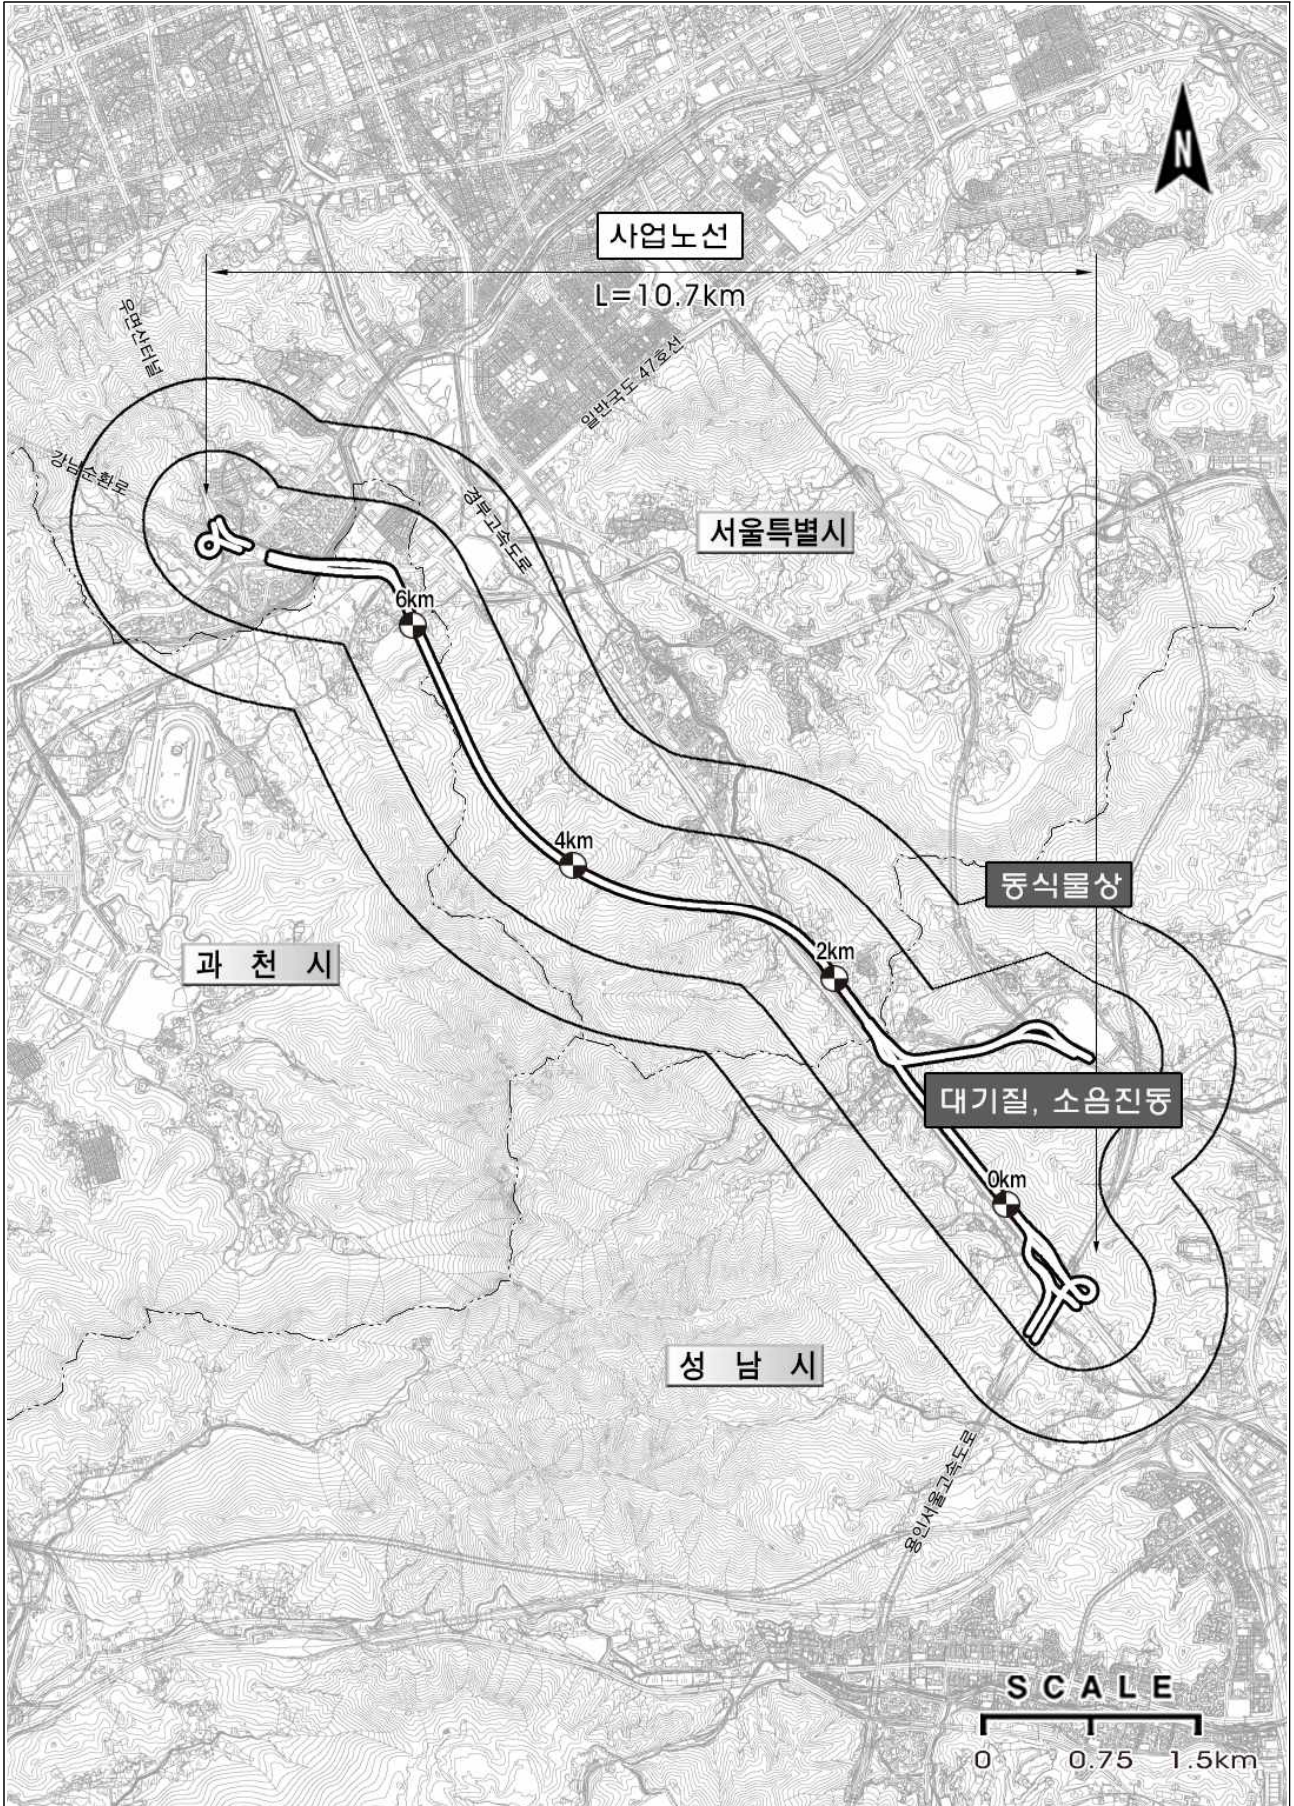 N
사업노선
L=10.7km
우면산터널
일반국도 47호선
강남순환로
경부고속도로
서울특별시
6km
4km
동식물상
2km
과 천 시
대기질, 소음진동
0km
성 남 시
용인서울고속도로
SCALE
0 0.75 1.5km